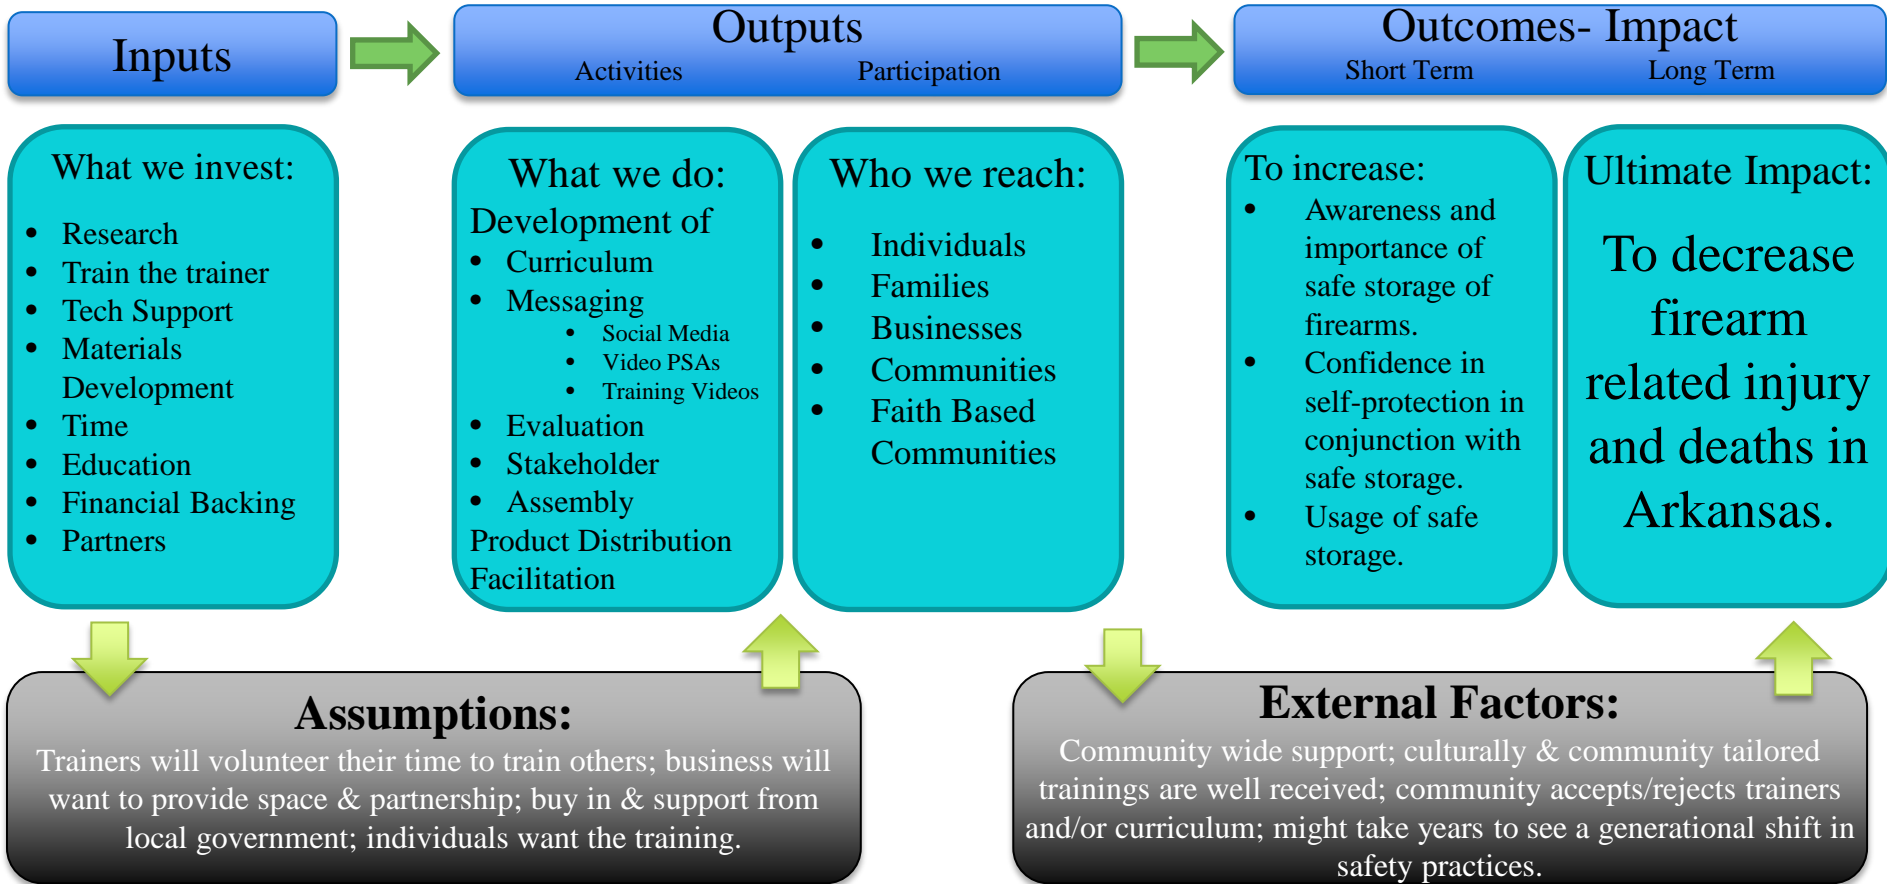 Inputs
Outputs
Activities
Participation
Outcomes- Impact
Short Term
Long Term
What we invest:
• Research
• Train the trainer
• Tech Support
• Materials
Development
• Time
• Education
• Financial Backing
• Partners
What we do:
Development of
• Curriculum
• Messaging
• Social Media
• Video PSAs
• Training Videos
• Evaluation
• Stakeholder
• Assembly
Product Distribution
Facilitation
Who we reach:
• Individuals
• Families
• Businesses
• Communities
• Faith Based
Communities
To increase:
• Awareness and
importance of
safe storage of
firearms.
• Confidence in
self-protection in
conjunction with
safe storage.
• Usage of safe
storage.
Ultimate Impact:
To decrease
firearm
related injury
and deaths in
Arkansas.
Assumptions:
Trainers will volunteer their time to train others; business will
want to provide space & partnership; buy in & support from
local government; individuals want the training.
External Factors:
Community wide support; culturally & community tailored
trainings are well received; community accepts/rejects trainers
and/or curriculum; might take years to see a generational shift in
safety practices.